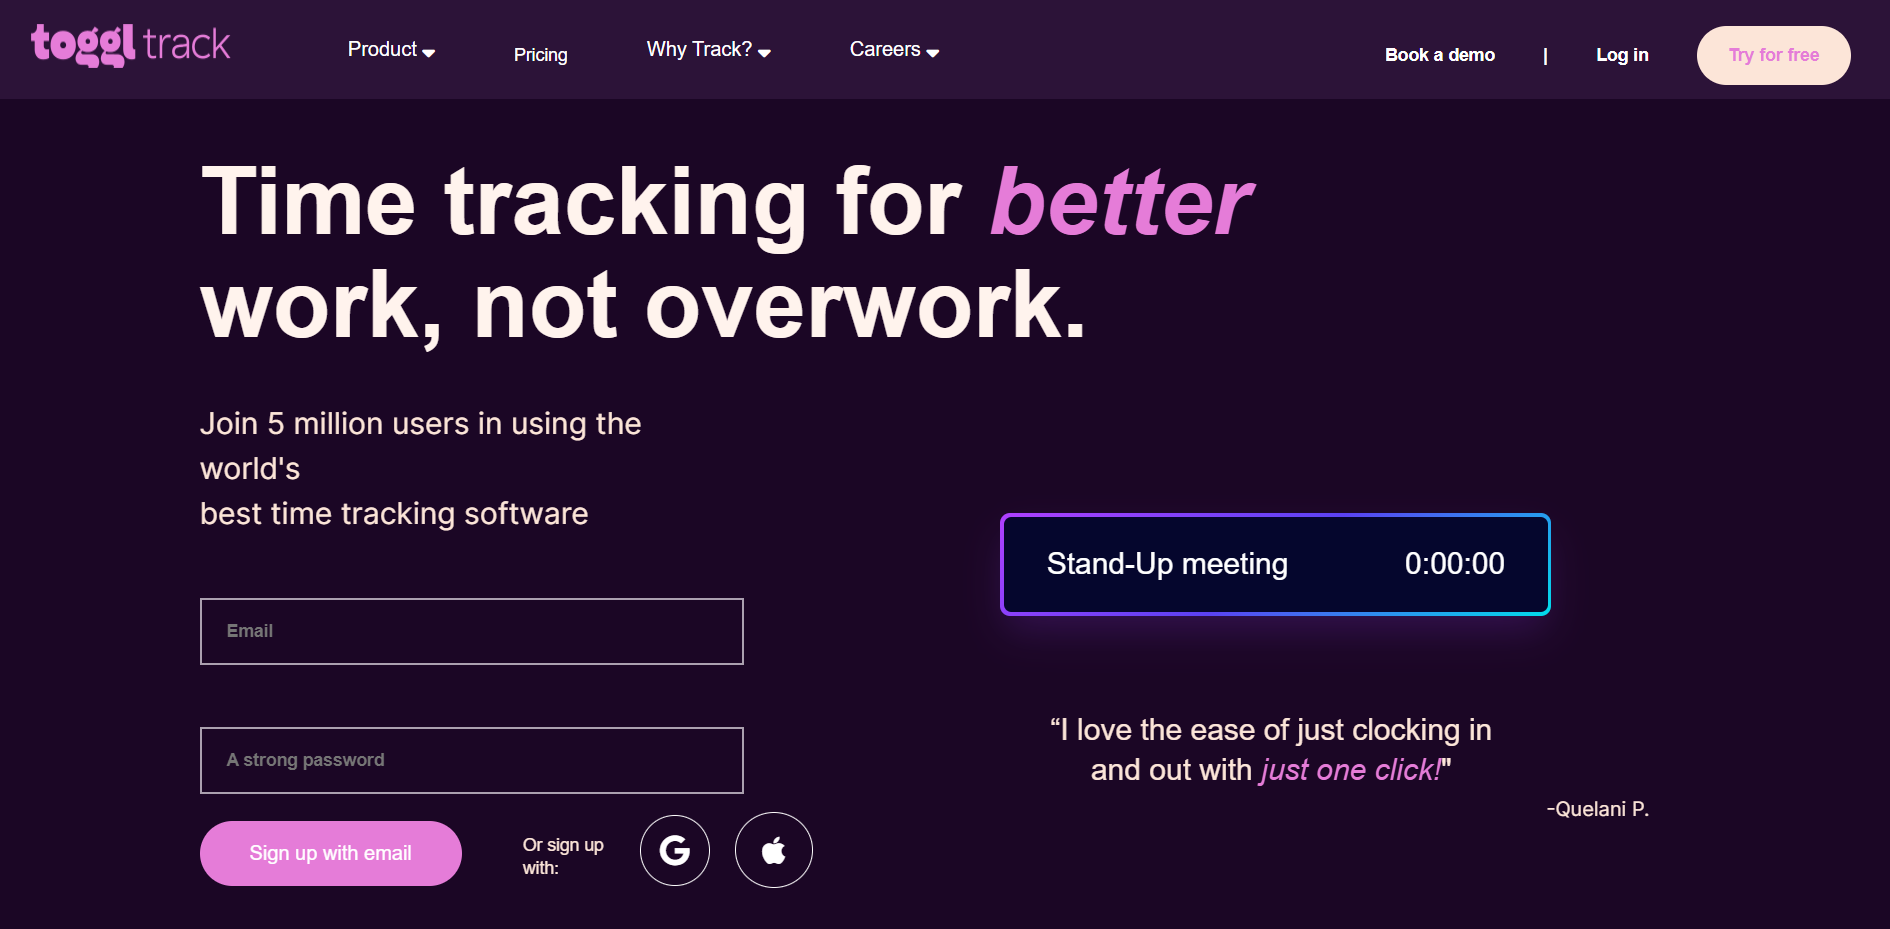 toggl track
Product
Pricing
Why Track?
Careers
Book a demo
|
Log in
Try for free
Time tracking for better
work, not overwork.
Join 5 million users in using the
world's
best time tracking software
Email
A strong password
Sign up with email
Or sign up
with:
G
Stand-Up meeting 0:00:00
“I love the ease of just clocking in
and out with just one click!"
-Quelani P.